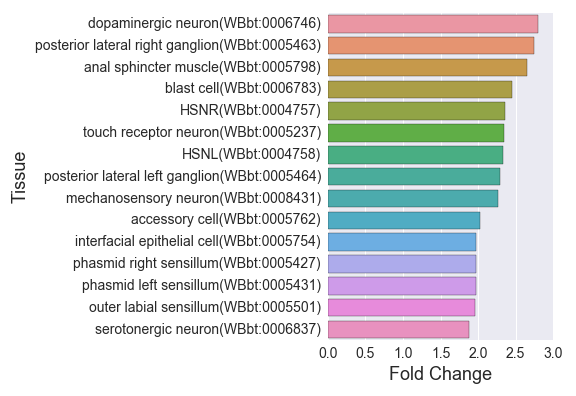 dopaminergic neuron(WBbt:0006746)
posterior lateral right ganglion(WBbt:0005463)
anal sphincter muscle(WBbt:0005798)
blast cell(WBbt:0006783)
HSNR(WBbt:0004757)
touch receptor neuron(WBbt:0005237)
HSNL(WBbt:0004758)
posterior lateral left ganglion(WBbt:0005464)
mechanosensory neuron(WBbt:0008431)
accessory cell(WBbt:0005762)
interfacial epithelial cell(WBbt:0005754)
phasmid right sensillum(WBbt:0005427)
phasmid left sensillum(WBbt:0005431)
outer labial sensillum(WBbt:0005501)
serotonergic neuron(WBbt:0006837)
Tissue
0.0 0.5 1.0 1.5 2.0 2.5 3.0
Fold Change